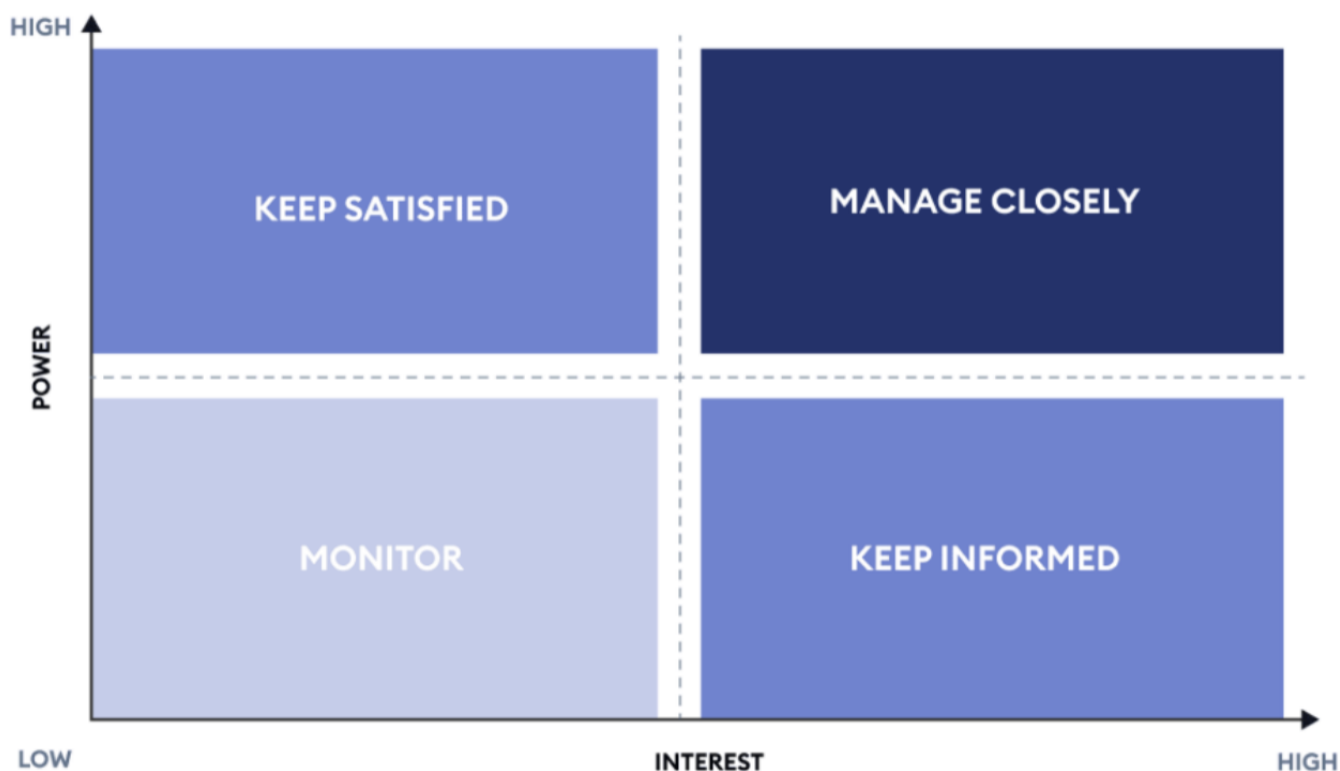 HIGH
KEEP SATISFIED
MANAGE CLOSELY
POWER
MONITOR
KEEP INFORMED
LOW
INTEREST
HIGH